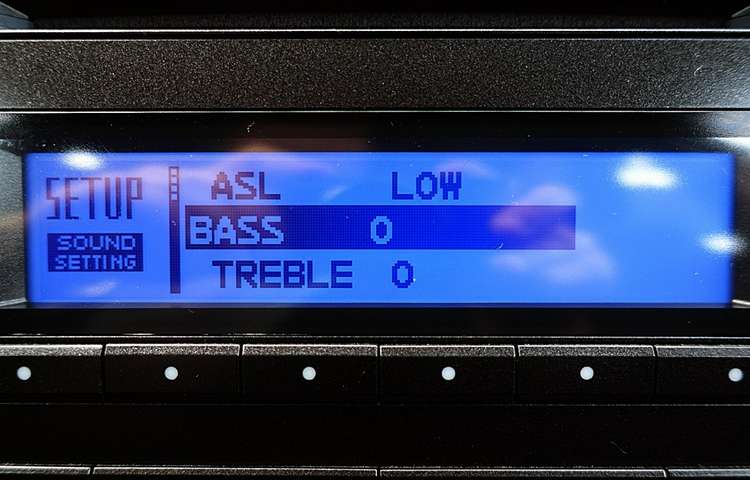 SETUP
SOUND
SETTING
ASL LOW
BASS 0
TREBLE 0